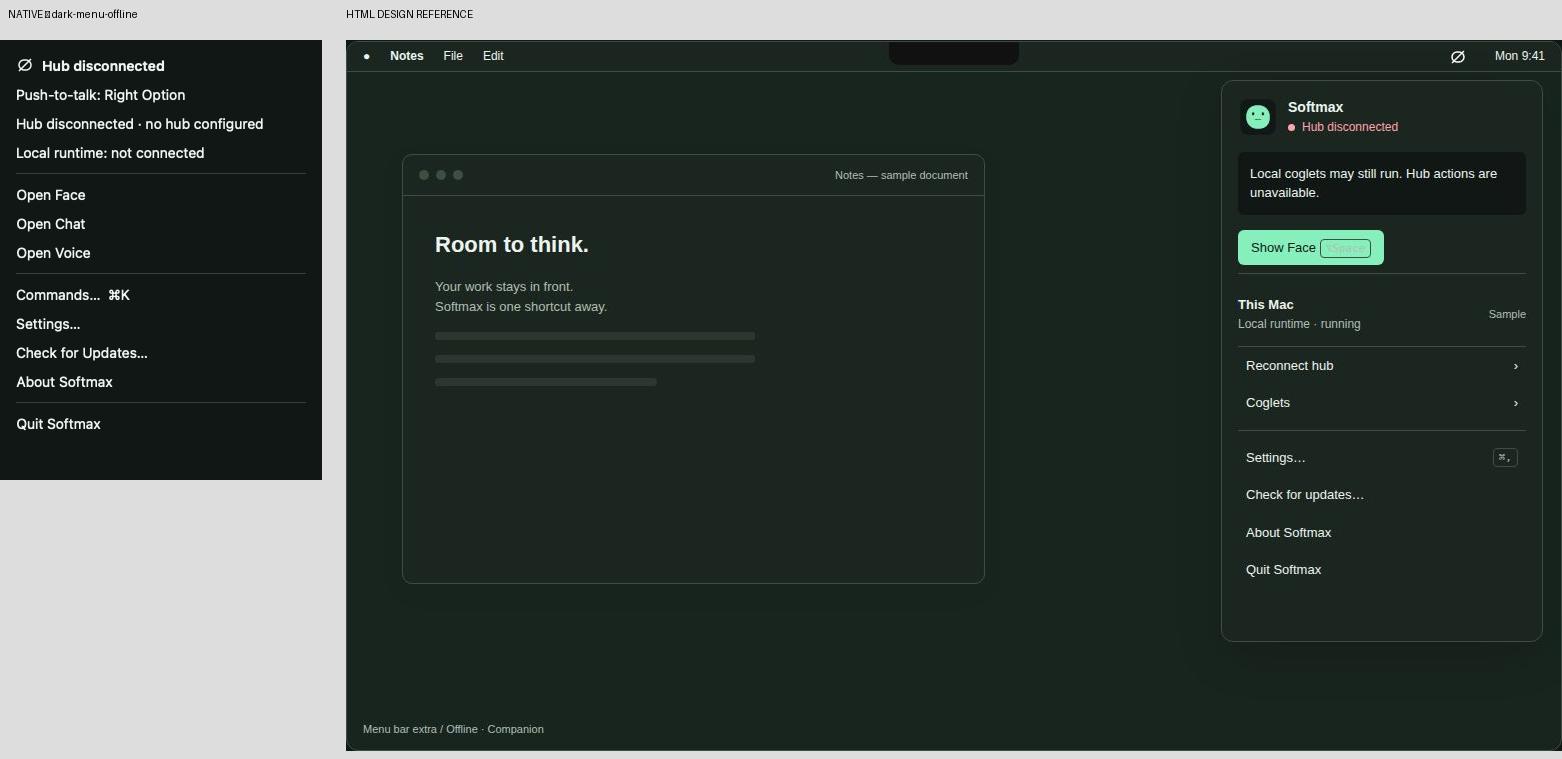 NATIVE dark-menu-offline
Hub disconnected
Push-to-talk: Right Option
Hub disconnected · no hub configured
Local runtime: not connected
Open Face
Open Chat
Open Voice
Commands... ⌘K
Settings...
Check for Updates...
About Softmax
Quit Softmax
HTML DESIGN REFERENCE
Notes File Edit
Mon 9:41
Notes — sample document
Room to think.
Your work stays in front.
Softmax is one shortcut away.
Softmax
Hub disconnected
Local coglets may still run. Hub actions are
unavailable.
Show Face ⌥Space
This Mac
Local runtime · running
Sample
Reconnect hub ›
Coglets ›
Settings… ⌘,
Check for updates…
About Softmax
Quit Softmax
Menu bar extra / Offline · Companion